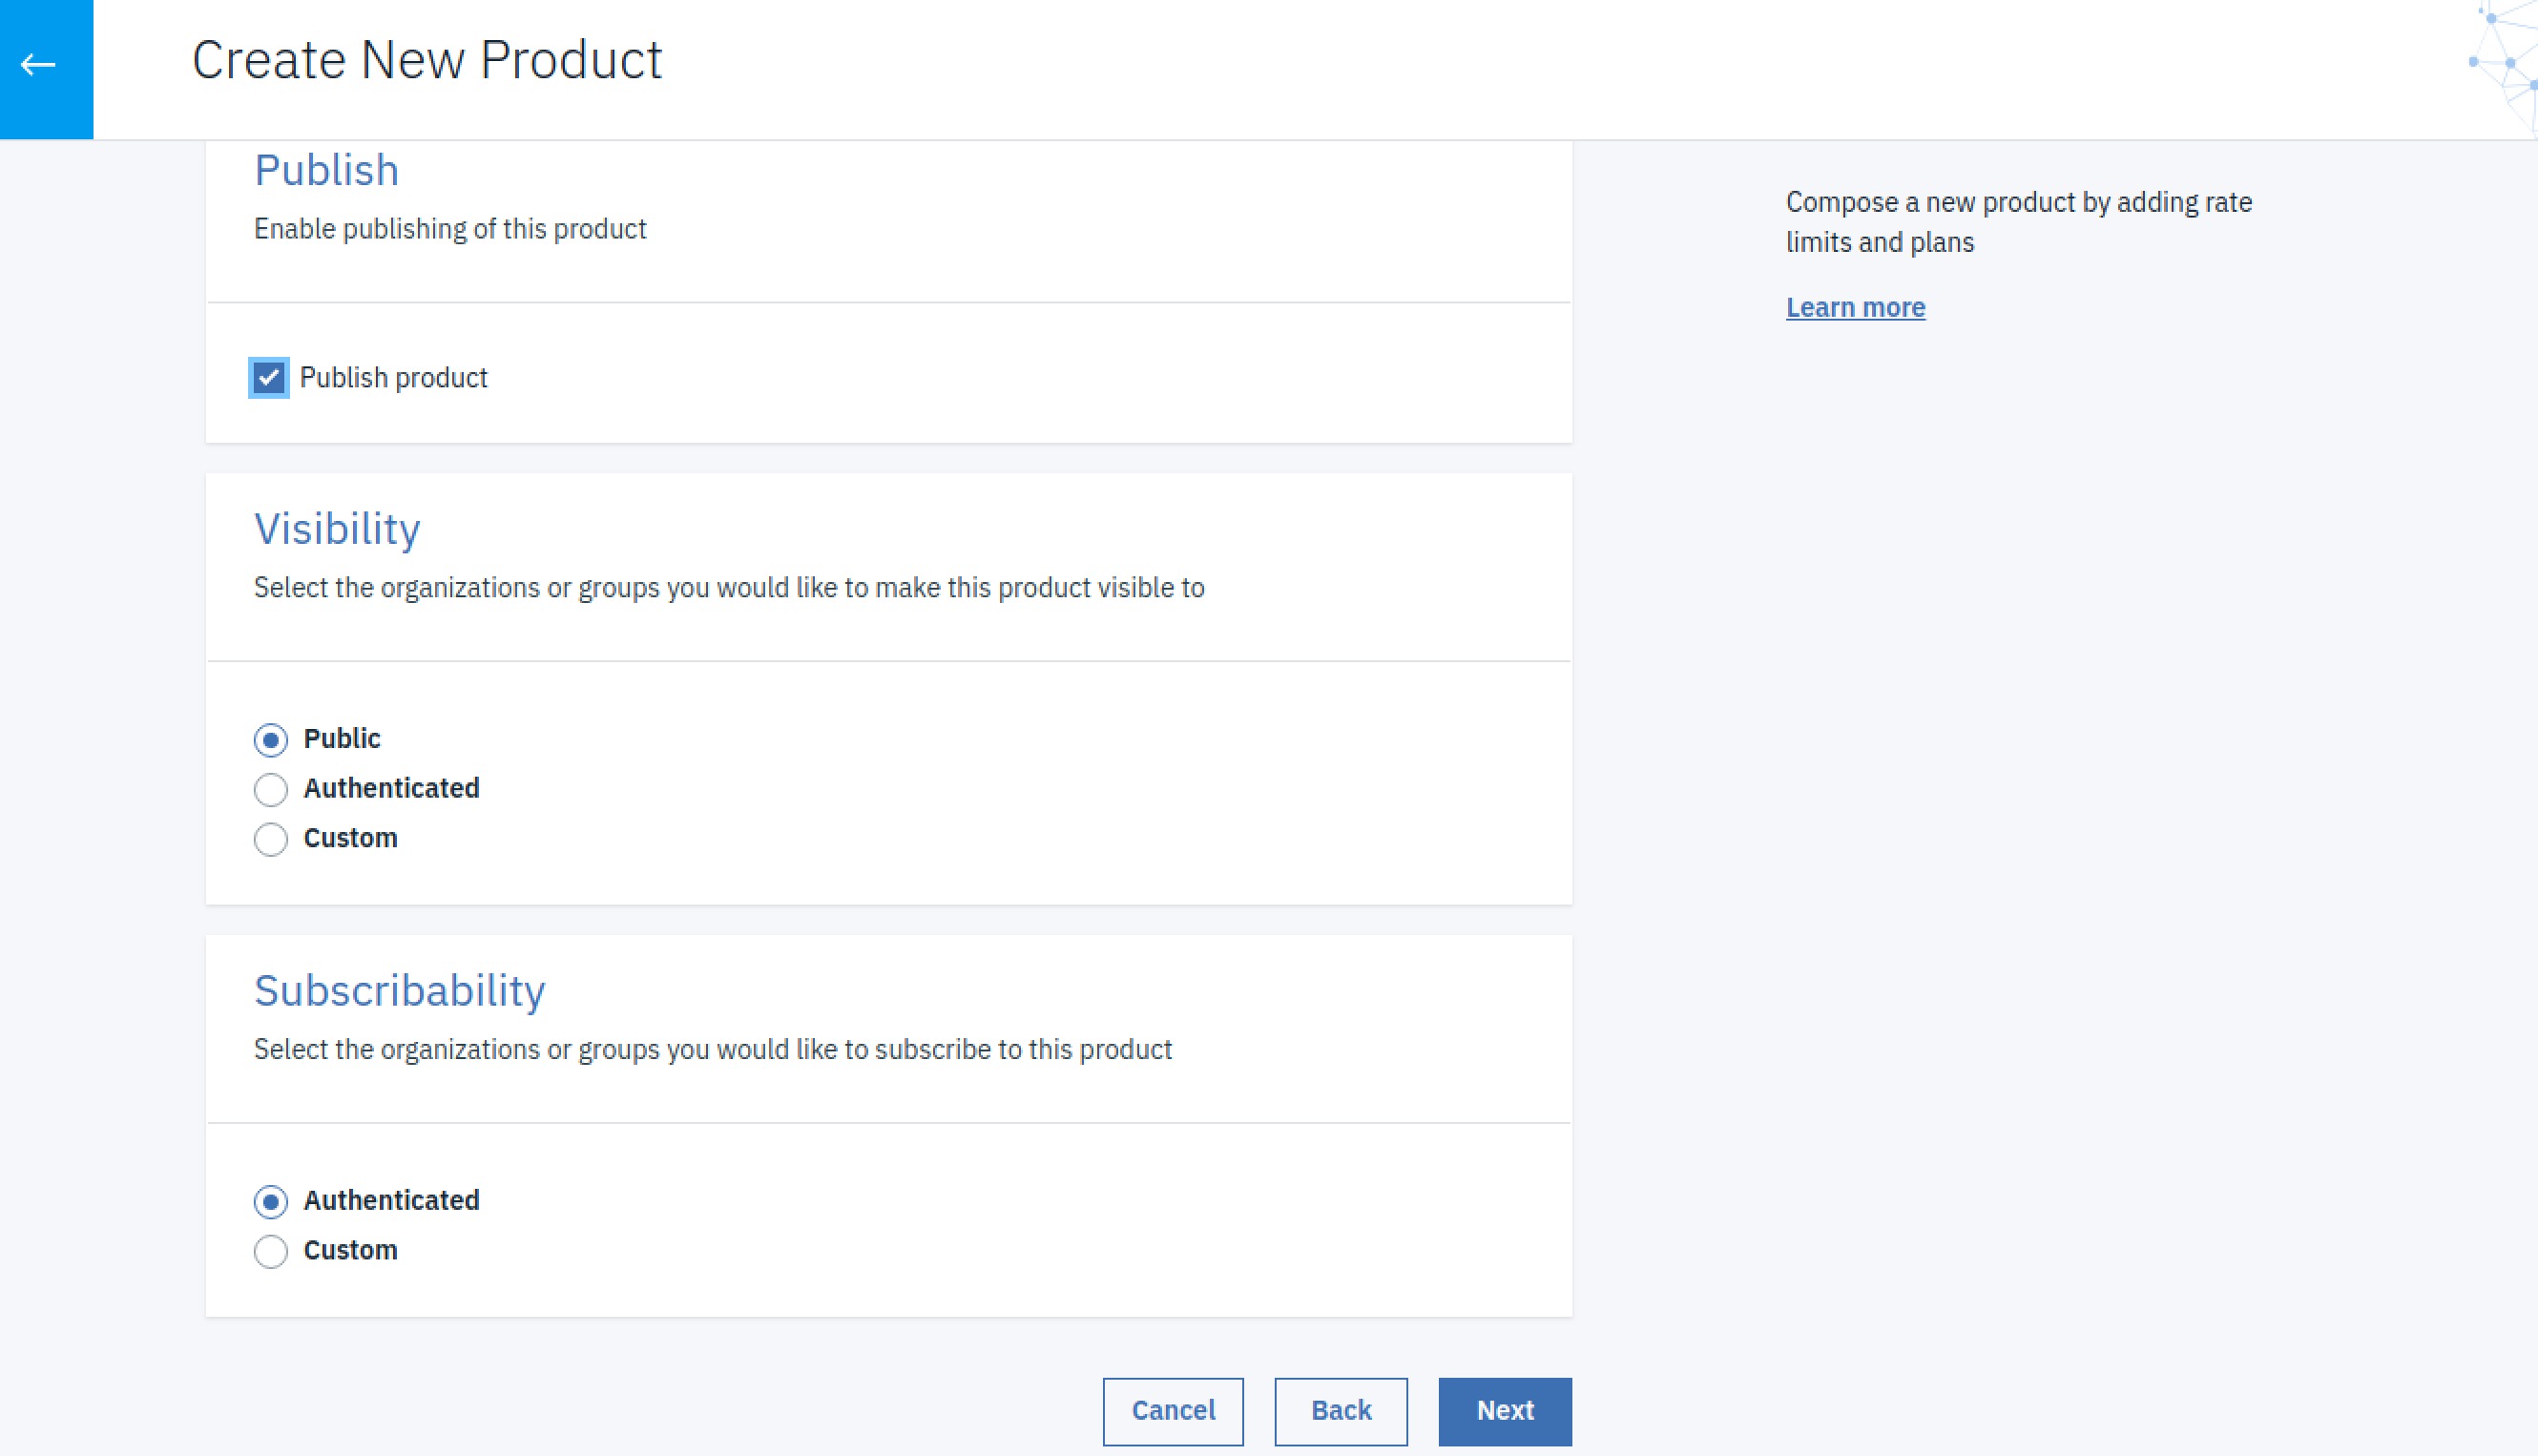 Create New Product
Publish
Enable publishing of this product
Compose a new product by adding rate
limits and plans
Learn more
Publish product
Visibility
Select the organizations or groups you would like to make this product visible to
Public
Authenticated
Custom
Subscribability
Select the organizations or groups you would like to subscribe to this product
Authenticated
Custom
Cancel
Back
Next